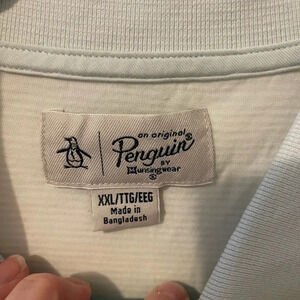 an original
Penguin®
BY
Munsingwear
®
XXL/TTG/EEG
Made in
Bangladesh